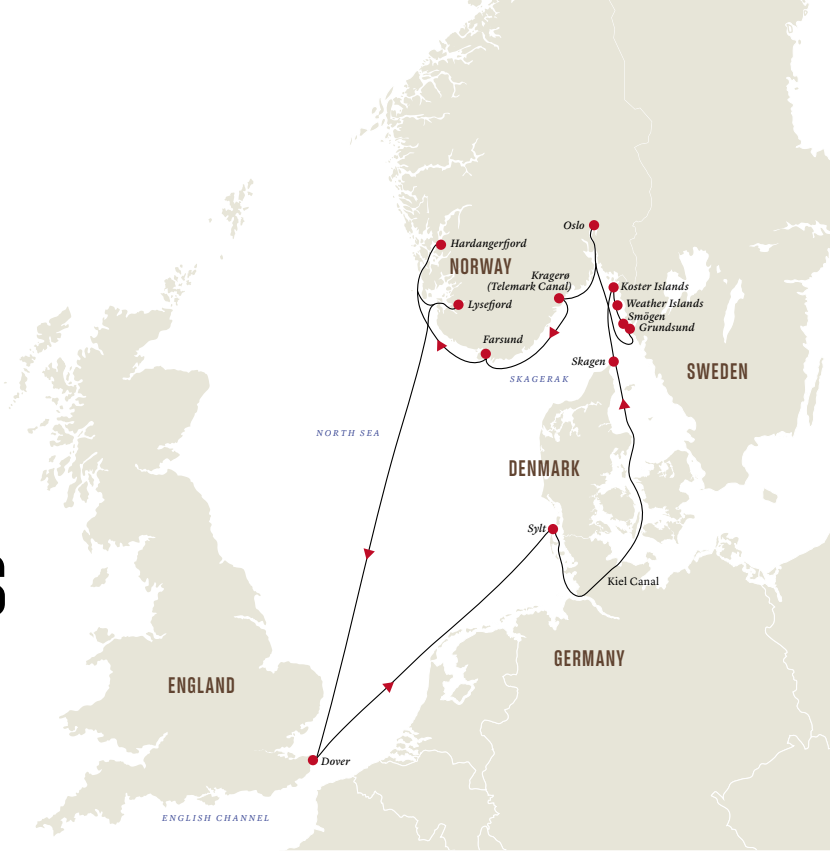 Oslo
Hardangerfjord
NORWAY
Kragerø
(Telemark Canal)
Koster Islands
Lysefjord
Weather Islands
Smögen
Grundsund
Farsund
Skagen
SKAGERAK
SWEDEN
NORTH SEA
DENMARK
Sylt
S
Kiel Canal
GERMANY
ENGLAND
Dover
ENGLISH CHANNEL